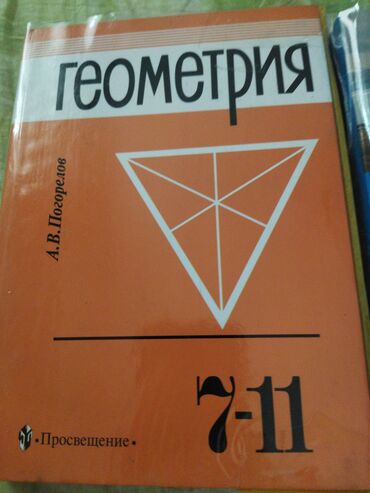 геометрия
А.В.Погорелов
7-11
• Просвещение •